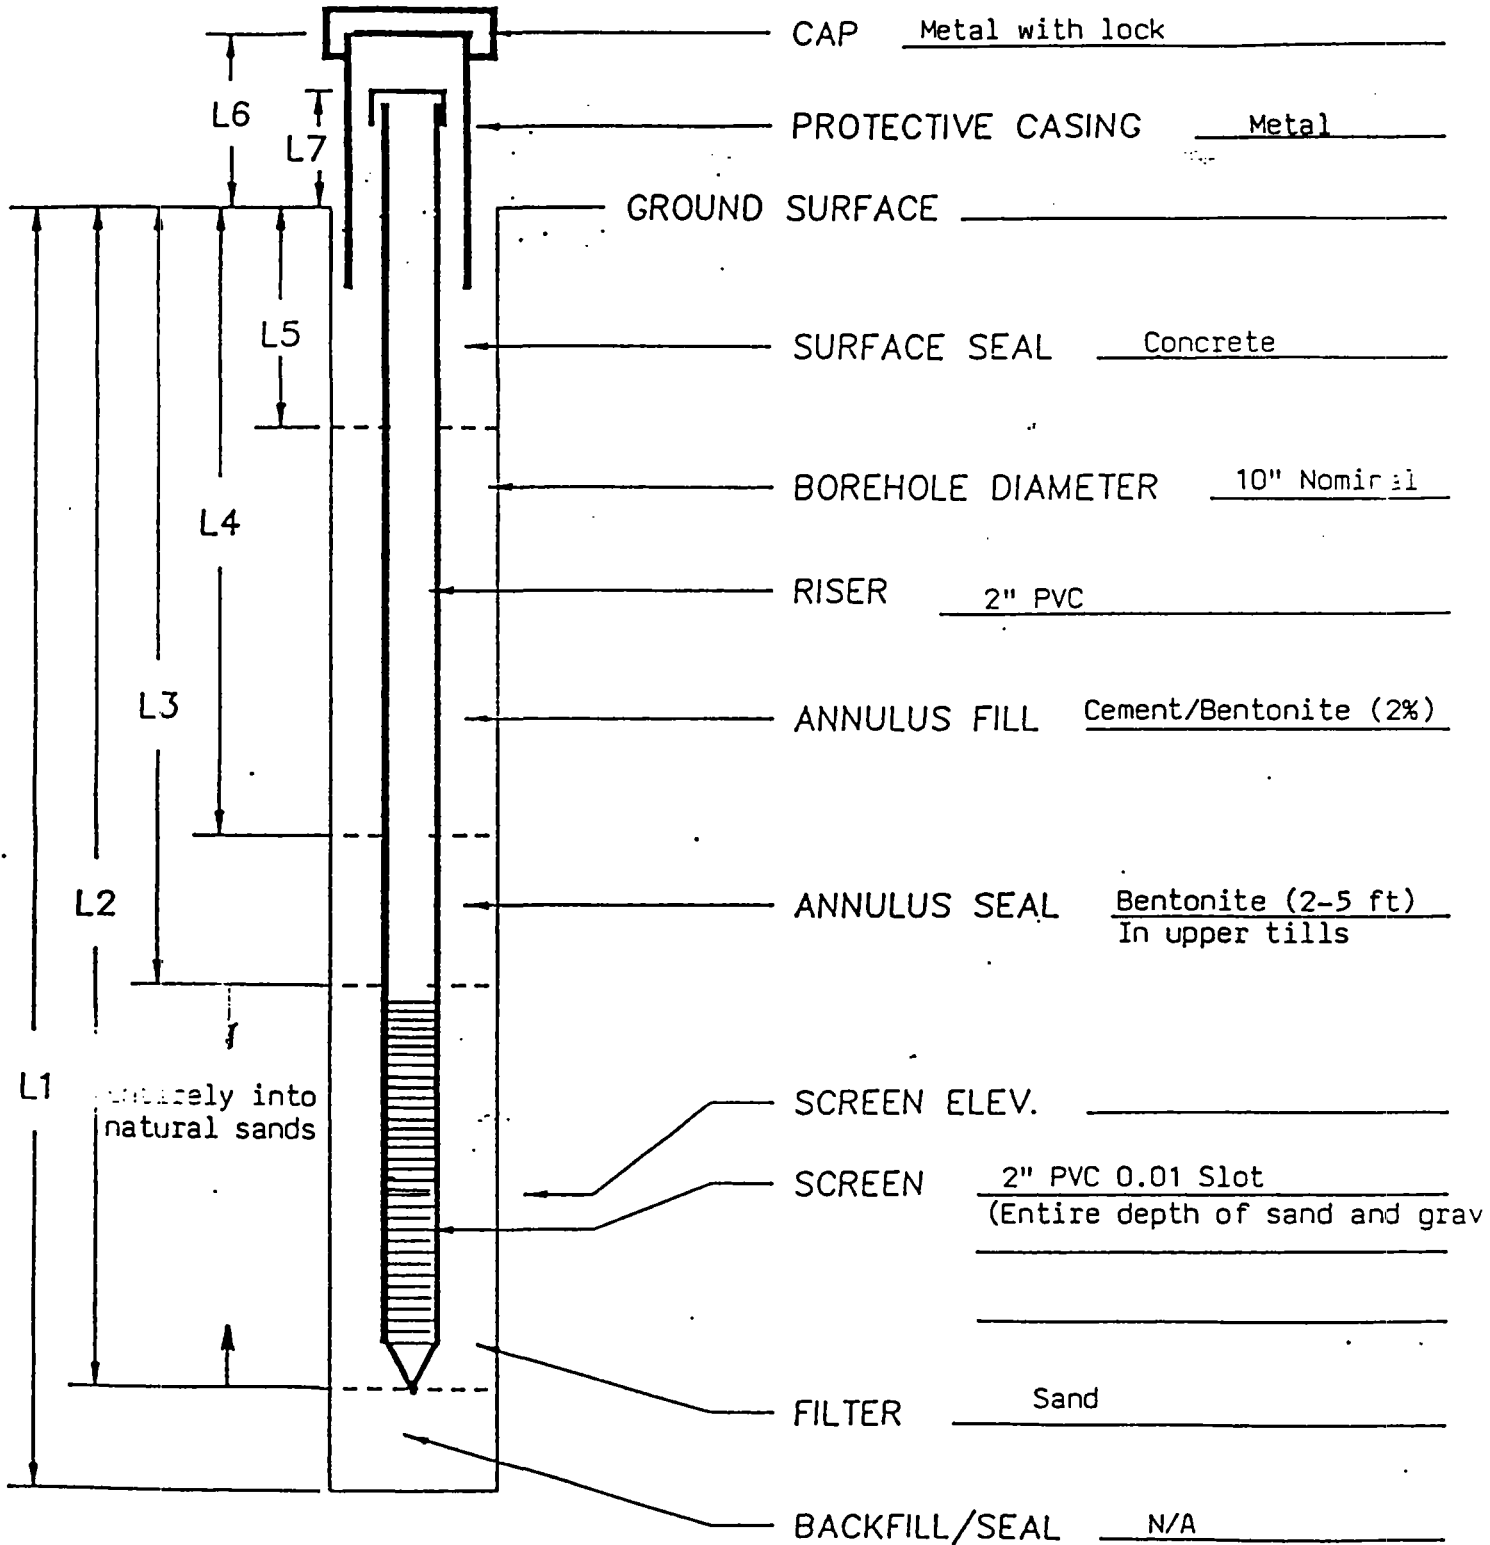 CAP Metal with lock
L6
L7
PROTECTIVE CASING Metal
GROUND SURFACE
L5
SURFACE SEAL Concrete
BOREHOLE DIAMETER 10" Nominal
L4
RISER 2" PVC
L3
ANNULUS FILL Cement/Bentonite (2%)
L2
ANNULUS SEAL Bentonite (2-5 ft)
In upper tills
L1
into
natural sands
SCREEN ELEV.
SCREEN 2" PVC 0.01 Slot
(Entire depth of sand and grav
FILTER Sand
BACKFILL/SEAL N/A